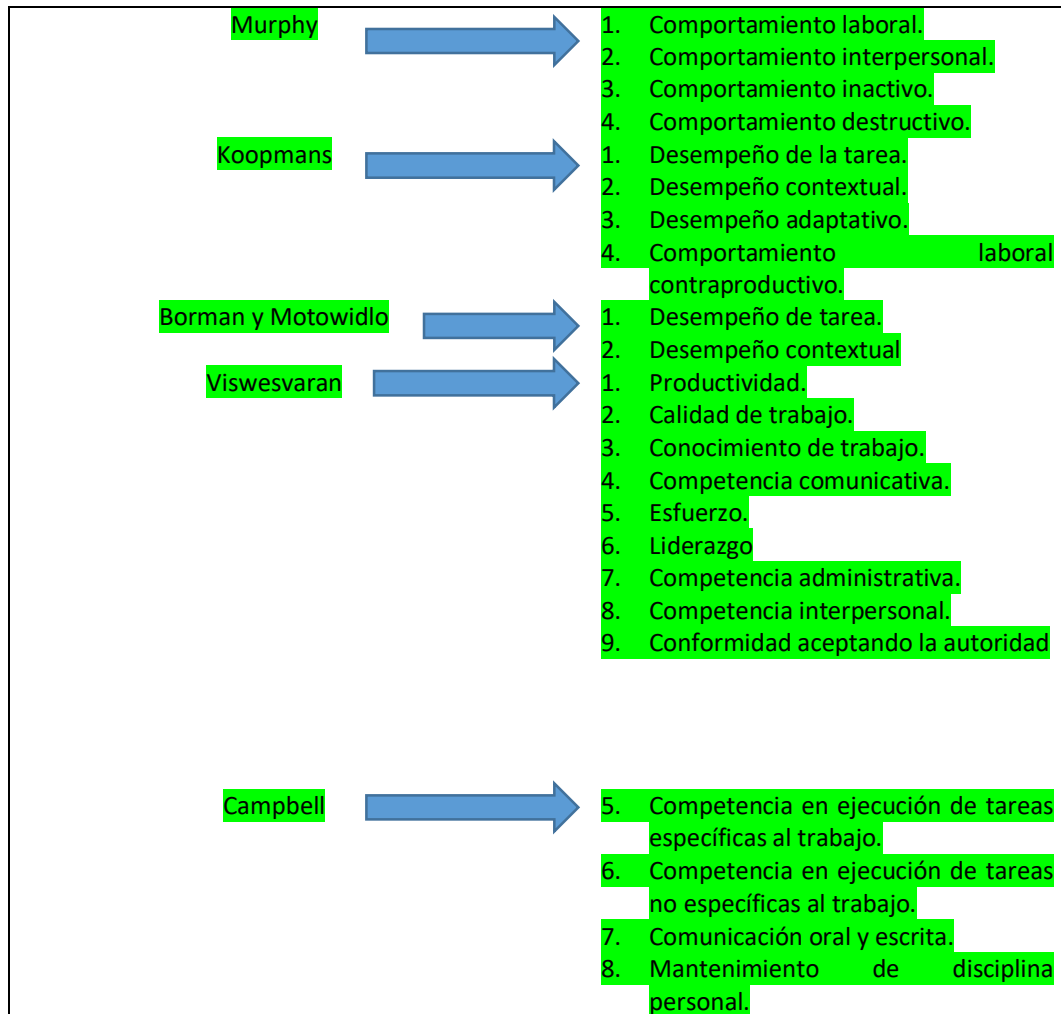 Murphy
1. Comportamiento laboral.
2. Comportamiento interpersonal.
3. Comportamiento inactivo.
4. Comportamiento destructivo.
Koopmans
1. Desempeño de la tarea.
2. Desempeño contextual.
3. Desempeño adaptativo.
4. Comportamiento laboral
contraproductivo.
Borman y Motowidlo
1. Desempeño de tarea.
2. Desempeño contextual
Viswesvaran
1. Productividad.
2. Calidad de trabajo.
3. Conocimiento de trabajo.
4. Competencia comunicativa.
5. Esfuerzo.
6. Liderazgo
7. Competencia administrativa.
8. Competencia interpersonal.
9. Conformidad aceptando la autoridad
Campbell
5. Competencia en ejecución de tareas
específicas al trabajo.
6. Competencia en ejecución de tareas
no específicas al trabajo.
7. Comunicación oral y escrita.
8. Mantenimiento de disciplina
personal.